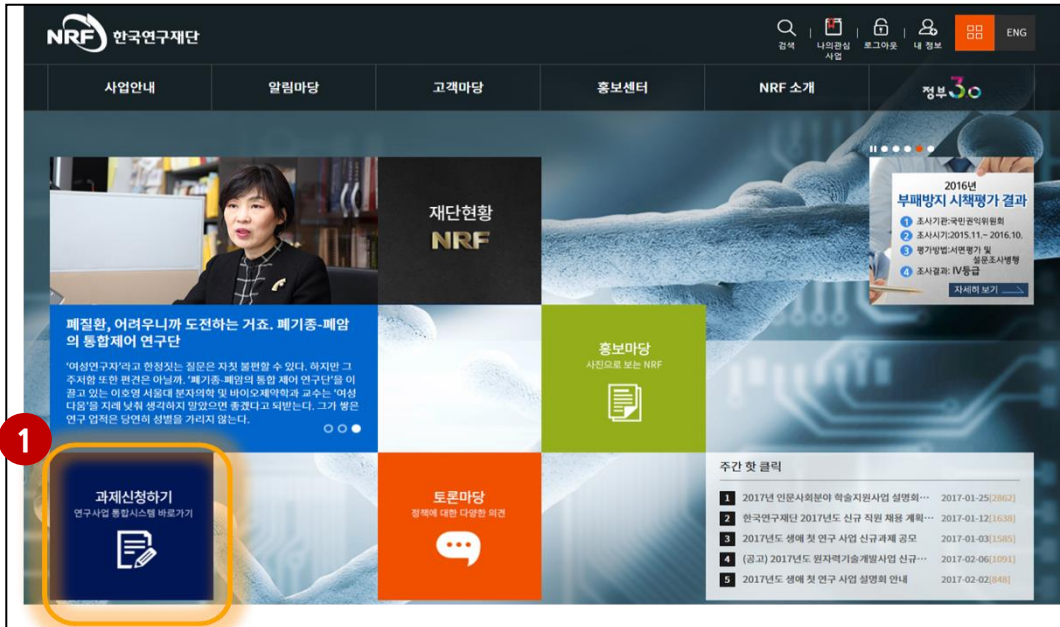 NRF 한국연구재단
검색
나의관심
사업
로그아웃
내 정보
ENG
사업안내
알림마당
고객마당
홍보센터
NRF 소개
정부3.0
재단현황
NRF
2016년
부패방지 시책평가 결과
1 조사기관:국민권익위원회
2 조사시기:2015.11.~ 2016.10.
3 평가방법:서면평가 및
설문조사병행
4 조사결과: IV등급
자세히 보기
폐질환, 어려우니까 도전하는 거죠. 폐기종-폐암
의 통합제어 연구단
‘여성연구자’라고 한정짓는 질문은 자칫 불편할 수 있다. 하지만 그
주저함 또한 편견은 아닐까. ‘폐기종-폐암의 통합 제어 연구단’을 이
끌고 있는 이호영 서울대 분자의학 및 바이오제약학과 교수는 ‘여성
다움’을 지레 낮춰 생각하지 말았으면 좋겠다고 되받는다. 그가 쌓은
연구 업적은 당연히 성별을 가리지 않는다.
홍보마당
사진으로 보는 NRF
1
과제신청하기
연구사업 통합시스템 바로가기
토론마당
정책에 대한 다양한 의견
주간 핫 클릭
1 2017년 인문사회분야 학술지원사업 설명회… 2017-01-25[2862]
2 한국연구재단 2017년도 신규 직원 채용 계획… 2017-01-12[1638]
3 2017년도 생애 첫 연구 사업 신규과제 공모 2017-01-03[1585]
4 (공고) 2017년도 원자력기술개발사업 신규… 2017-02-06[1091]
5 2017년도 생애 첫 연구 사업 설명회 안내 2017-02-02[848]